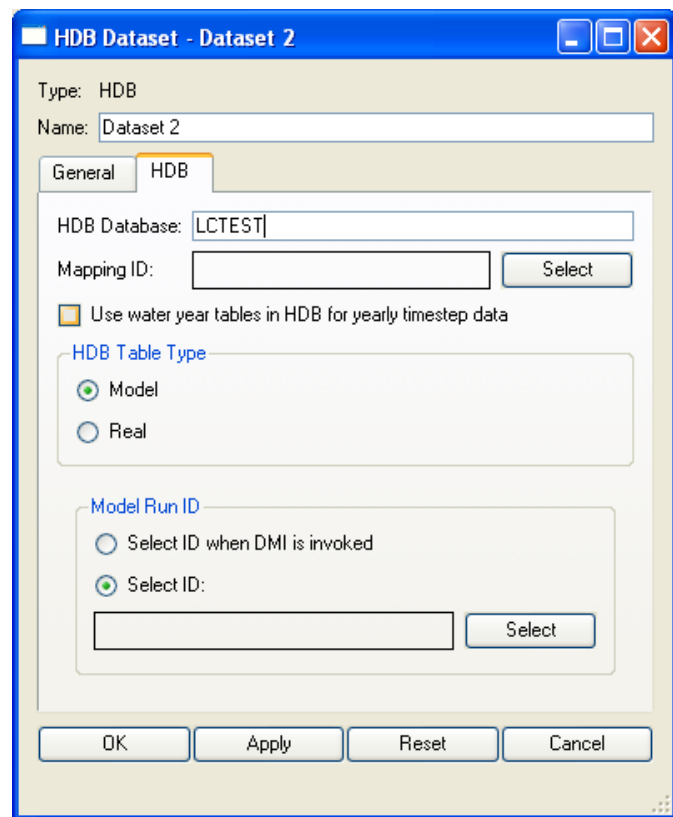 HDB Dataset - Dataset 2
Type: HDB
Name: Dataset 2
General HDB
HDB Database: LCTEST
Mapping ID: Select
Use water year tables in HDB for yearly timestep data
HDB Table Type
Model
Real
Model Run ID
Select ID when DMI is invoked
Select ID:
Select
OK Apply Reset Cancel